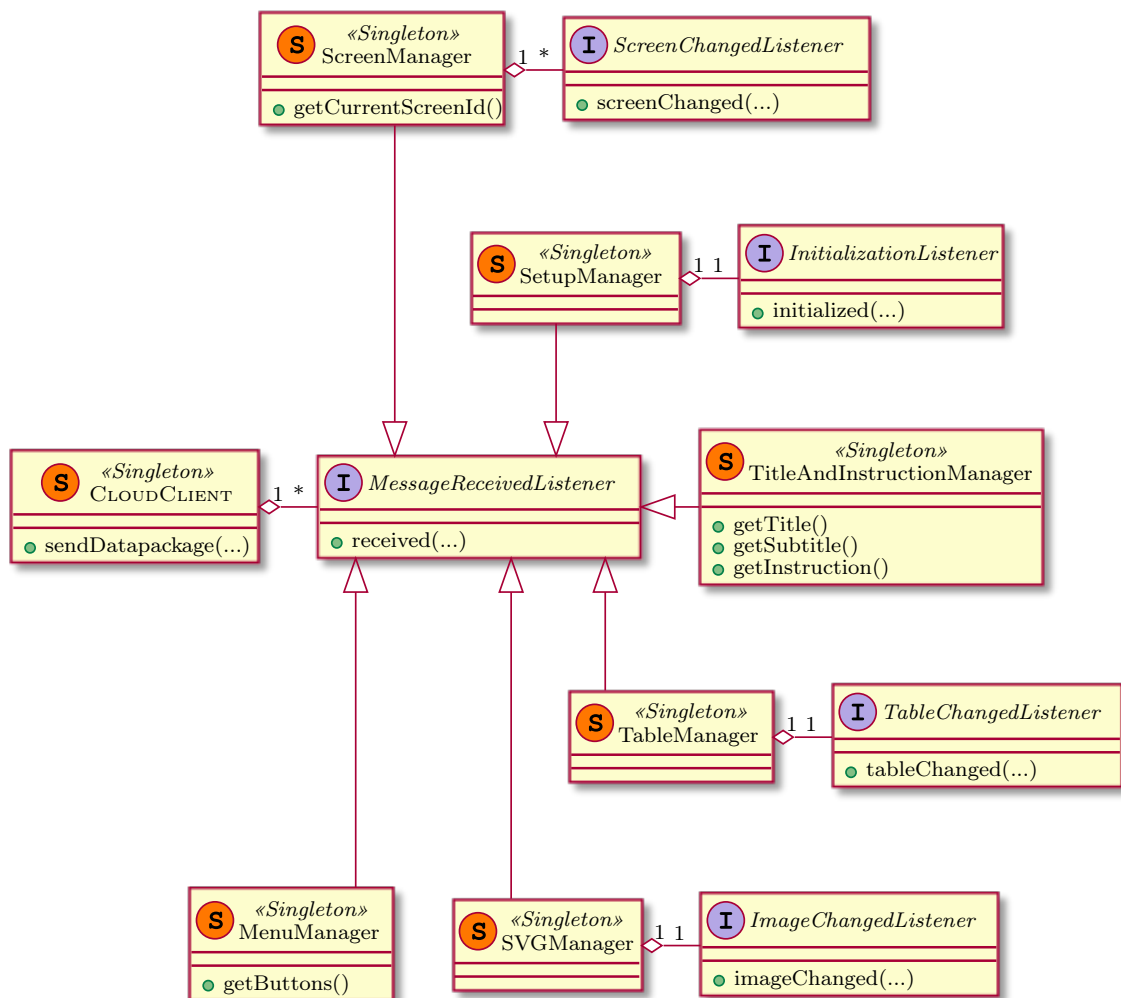 S
«Singleton»
ScreenManager
getCurrentScreenId()
1 *
I
ScreenChangedListener
screenChanged(...)
S
«Singleton»
SetupManager
1 1
I
InitializationListener
initialized(...)
S
«Singleton»
CLOUDCLIENT
sendDatapackage(...)
1 *
I
MessageReceivedListener
received(...)
S
«Singleton»
TitleAndInstructionManager
getTitle()
getSubtitle()
getInstruction()
S
«Singleton»
TableManager
1 1
I
TableChangedListener
tableChanged(...)
S
«Singleton»
MenuManager
getButtons()
S
«Singleton»
SVGManager
1 1
I
ImageChangedListener
imageChanged(...)